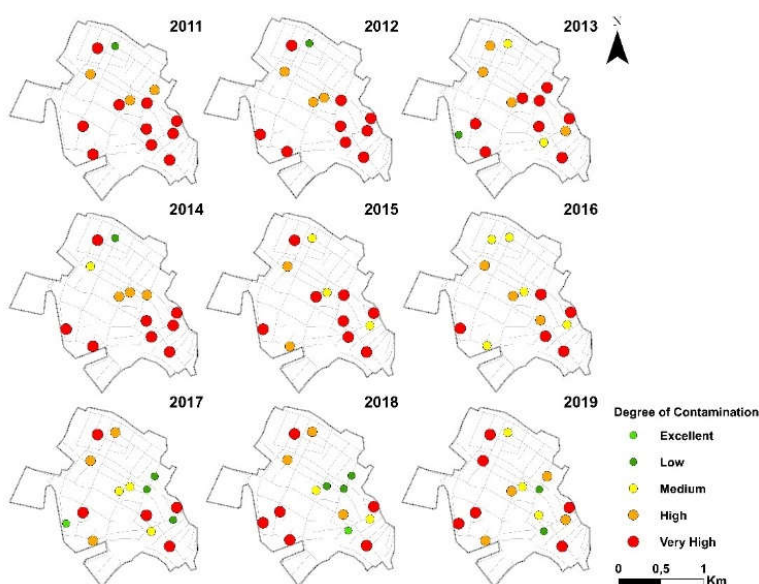 2011
2012
2013
N
2014
2015
2016
2017
2018
2019
Degree of Contamination
Excellent
Low
Medium
High
Very High
0 0,5 1
Km